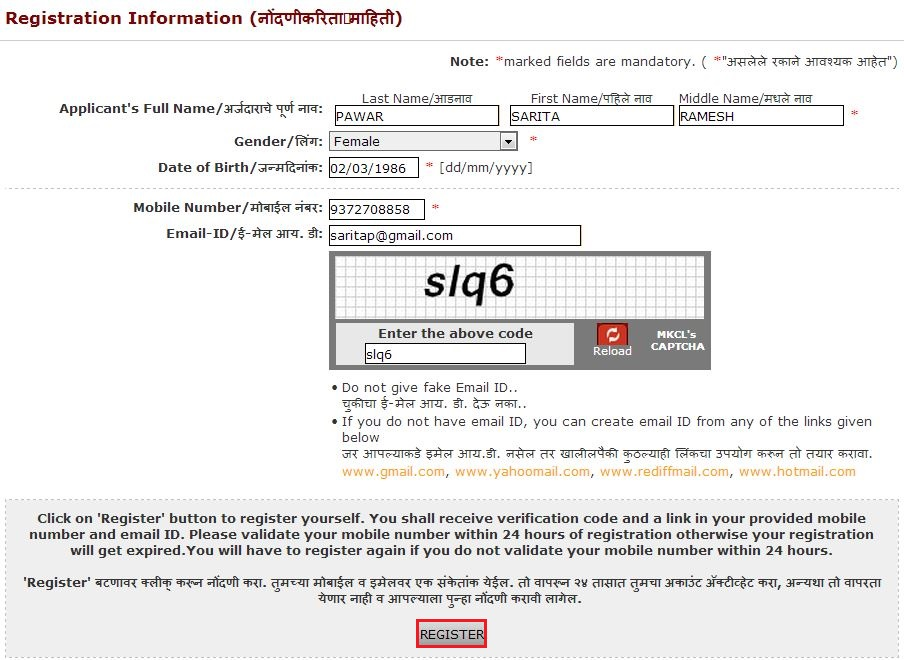 Registration Information (नोंदणीकरिता माहिती)
Note: *marked fields are mandatory. ( *"असलेले रकाने आवश्यक आहेत")
Last Name/आडनाव First Name/पहिले नाव Middle Name/मधले नाव
Applicant's Full Name/अर्जदाराचे पूर्ण नाव: PAWAR SARITA RAMESH *
Gender/लिंग: Female *
Date of Birth/जन्मदिनांक: 02/03/1986 * [dd/mm/yyyy]
Mobile Number/मोबाईल नंबर: 9372708858 *
Email-ID/ई-मेल आय. डी: saritap@gmail.com
slq6
Enter the above code
slq6
Reload
MKCL's
CAPTCHA
• Do not give fake Email ID..
चुकीचा ई-मेल आय. डी. देऊ नका..
• If you do not have email ID, you can create email ID from any of the links given
below
जर आपल्याकडे इमेल आय.डी. नसेल तर खालीलपैकी कुठल्याही लिंकचा उपयोग करुन तो तयार करावा.
www.gmail.com, www.yahoomail.com, www.rediffmail.com, www.hotmail.com
Click on 'Register' button to register yourself. You shall receive verification code and a link in your provided mobile
number and email ID. Please validate your mobile number within 24 hours of registration otherwise your registration
will get expired.You will have to register again if you do not validate your mobile number within 24 hours.
'Register' बटणावर क्लीक् करून नोंदणी करा. तुमच्या मोबाईल व इमेलवर एक संकेतांक येईल. तो वापरून २४ तासात तुमचा अकाउंट अ‍ॅक्टीव्हेट करा, अन्यथा तो वापरता
येणार नाही व आपल्याला पुन्हा नोंदणी करावी लागेल.
REGISTER